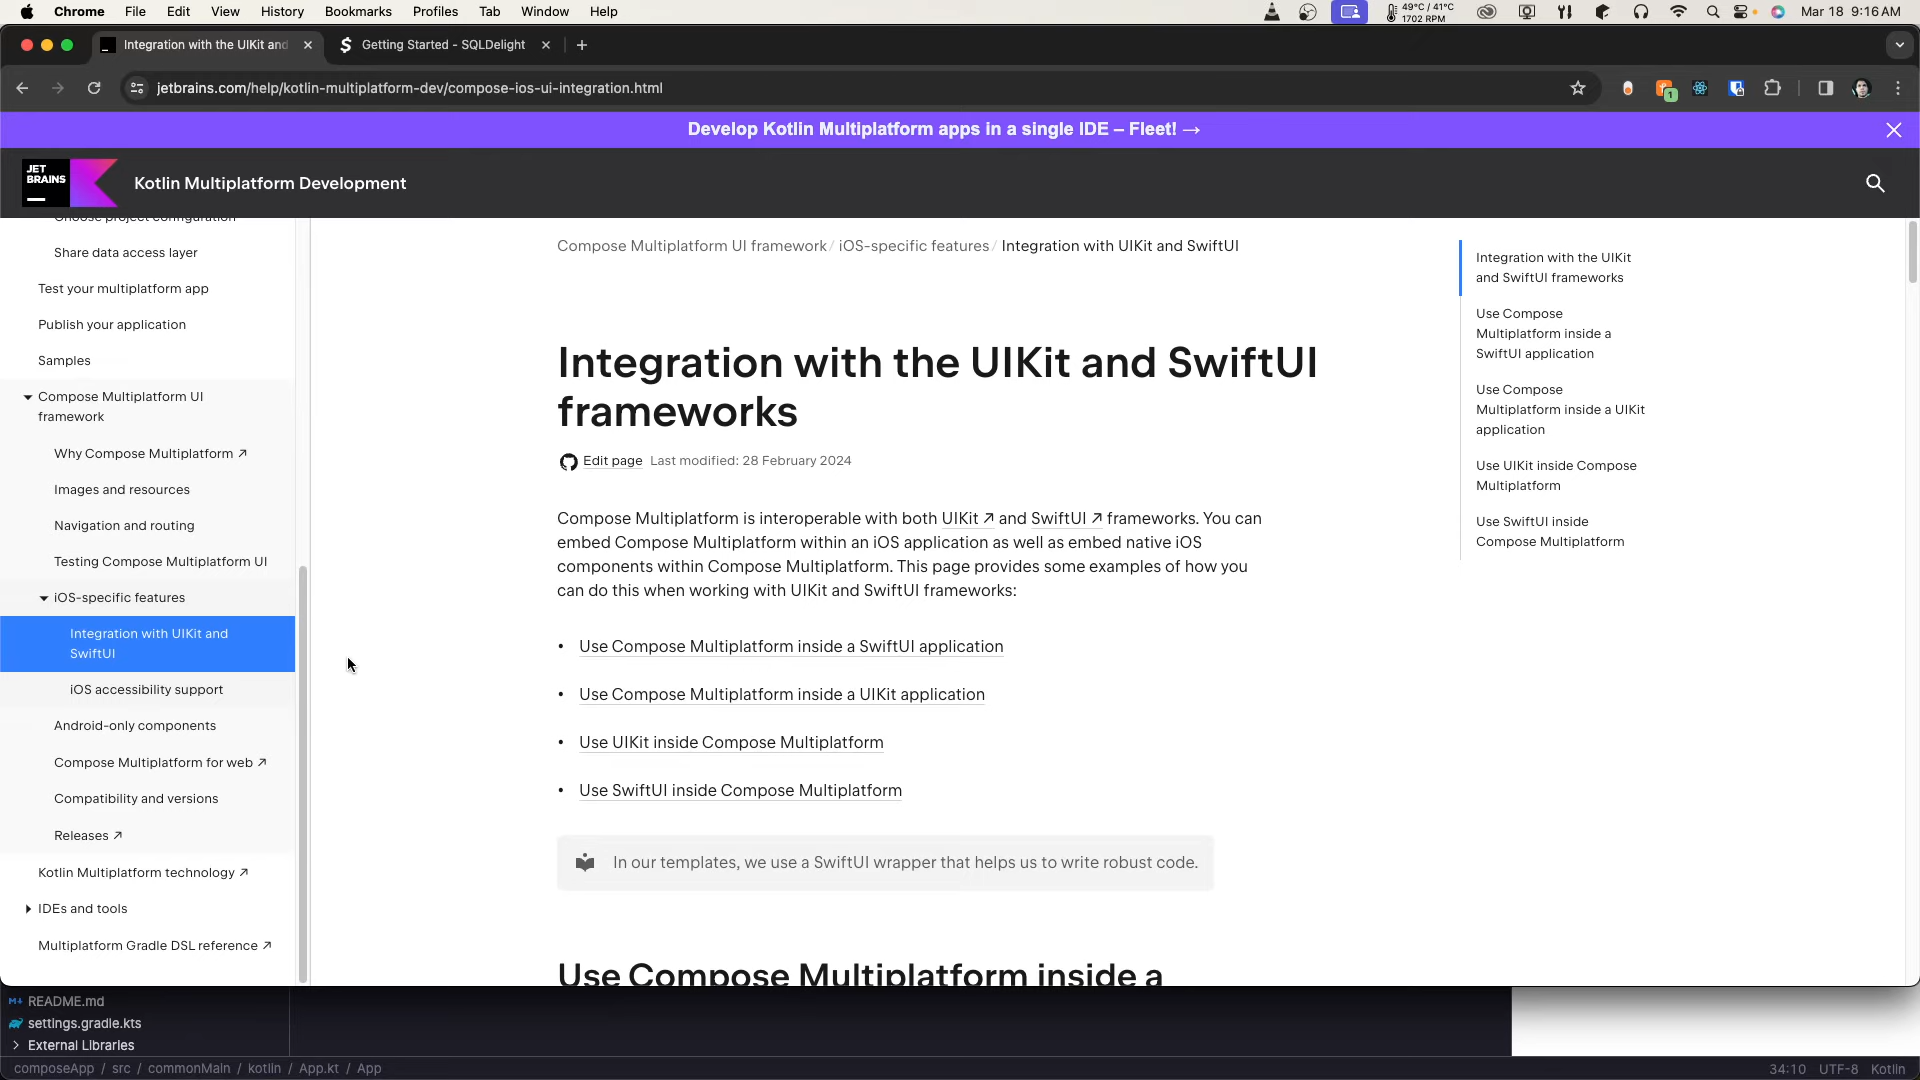 Chrome File Edit View History Bookmarks Profiles Tab Window Help
49°C / 41°C
1702 RPM
Mar 18 9:16 AM
Integration with the UIKit and
Getting Started - SQLDelight
jetbrains.com/help/kotlin-multiplatform-dev/compose-ios-ui-integration.html
1
Develop Kotlin Multiplatform apps in a single IDE – Fleet! →
JET
BRAINS
Kotlin Multiplatform Development
Choose project configuration
Share data access layer
Test your multiplatform app
Publish your application
Samples
Compose Multiplatform UI
framework
Why Compose Multiplatform ↗
Images and resources
Navigation and routing
Testing Compose Multiplatform UI
iOS-specific features
Integration with UIKit and
SwiftUI
iOS accessibility support
Android-only components
Compose Multiplatform for web ↗
Compatibility and versions
Releases ↗
Kotlin Multiplatform technology ↗
IDEs and tools
Multiplatform Gradle DSL reference ↗
Compose Multiplatform UI framework / iOS-specific features / Integration with UIKit and SwiftUI
Integration with the UIKit and SwiftUI
frameworks
Edit page Last modified: 28 February 2024
Compose Multiplatform is interoperable with both UIKit ↗ and SwiftUI ↗ frameworks. You can
embed Compose Multiplatform within an iOS application as well as embed native iOS
components within Compose Multiplatform. This page provides some examples of how you
can do this when working with UIKit and SwiftUI frameworks:
• Use Compose Multiplatform inside a SwiftUI application
• Use Compose Multiplatform inside a UIKit application
• Use UIKit inside Compose Multiplatform
• Use SwiftUI inside Compose Multiplatform
In our templates, we use a SwiftUI wrapper that helps us to write robust code.
Use Compose Multiplatform inside a
Integration with the UIKit
and SwiftUI frameworks
Use Compose
Multiplatform inside a
SwiftUI application
Use Compose
Multiplatform inside a UIKit
application
Use UIKit inside Compose
Multiplatform
Use SwiftUI inside
Compose Multiplatform
README.md
settings.gradle.kts
External Libraries
composeApp / src / commonMain / kotlin / App.kt / App
34:10 UTF-8 Kotlin